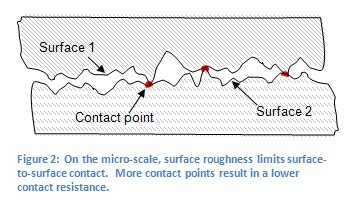 Surface 1
Contact point
Surface 2
Figure 2:  On the micro-scale, surface roughness limits surface-
to-surface contact.  More contact points result in a lower
contact resistance.